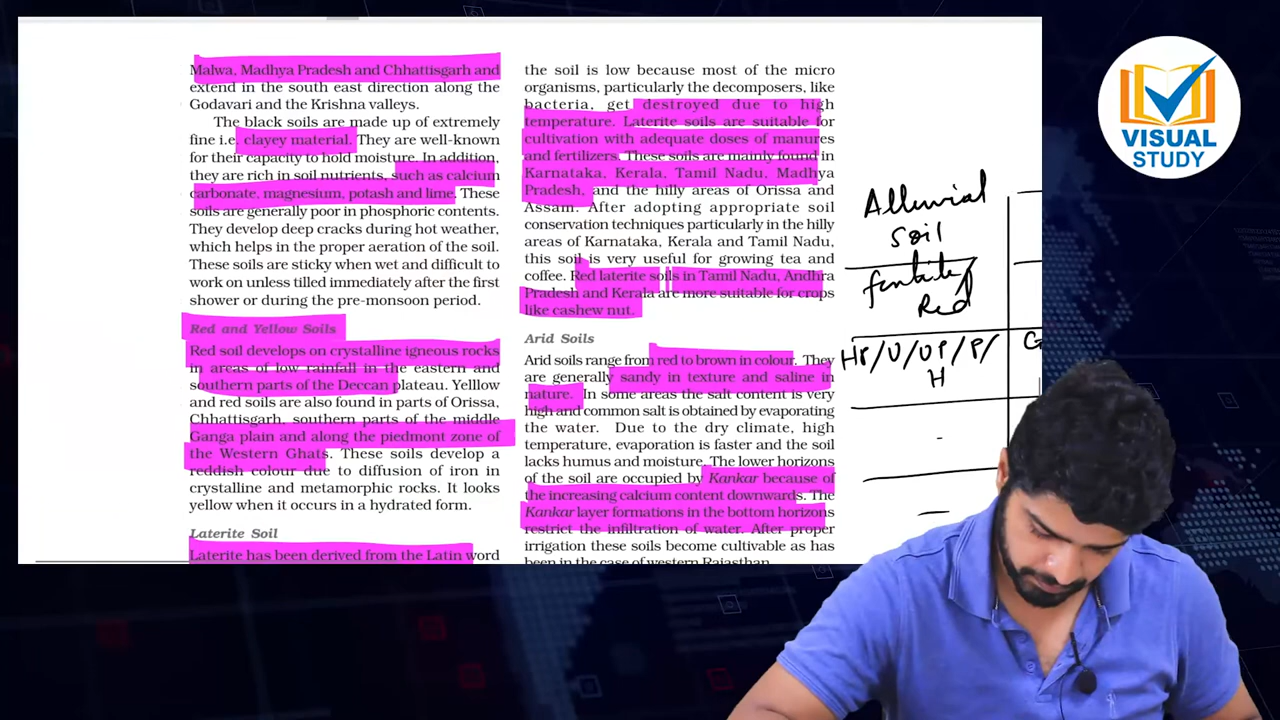 Malwa, Madhya Pradesh and Chhattisgarh and
extend in the south east direction along the
Godavari and the Krishna valleys.
The black soils are made up of extremely
fine i.e. clayey material. They are well-known
for their capacity to hold moisture. In addition,
they are rich in soil nutrients, such as calcium
carbonate, magnesium, potash and lime. These
soils are generally poor in phosphoric contents.
They develop deep cracks during hot weather,
which helps in the proper aeration of the soil.
These soils are sticky when wet and difficult to
work on unless tilled immediately after the first
shower or during the pre-monsoon period.
Red and Yellow Soils
Red soil develops on crystalline igneous rocks
in areas of low rainfall in the eastern and
southern parts of the Deccan plateau. Yelllow
and red soils are also found in parts of Orissa,
Chhattisgarh, southern parts of the middle
Ganga plain and along the piedmont zone of
the Western Ghats. These soils develop a
reddish colour due to diffusion of iron in
crystalline and metamorphic rocks. It looks
yellow when it occurs in a hydrated form.
Laterite Soil
Laterite has been derived from the Latin word
the soil is low because most of the micro
organisms, particularly the decomposers, like
bacteria, get destroyed due to high
temperature. Laterite soils are suitable for
cultivation with adequate doses of manures
and fertilizers. These soils are mainly found in
Karnataka, Kerala, Tamil Nadu, Madhya
Pradesh, and the hilly areas of Orissa and
Assam. After adopting appropriate soil
conservation techniques particularly in the hilly
areas of Karnataka, Kerala and Tamil Nadu,
this soil is very useful for growing tea and
coffee. Red laterite soils in Tamil Nadu, Andhra
Pradesh and Kerala are more suitable for crops
like cashew nut.
Arid Soils
Arid soils range from red to brown in colour. They
are generally sandy in texture and saline in
nature. In some areas the salt content is very
high and common salt is obtained by evaporating
the water. Due to the dry climate, high
temperature, evaporation is faster and the soil
lacks humus and moisture. The lower horizons
of the soil are occupied by Kankar because of
the increasing calcium content downwards. The
Kankar layer formations in the bottom horizons
restrict the infiltration of water. After proper
irrigation these soils become cultivable as has
been in the case of western Rajasthan.
Alluvial
Soil
Red
HP/U/UP/P/
H
VISUAL
STUDY